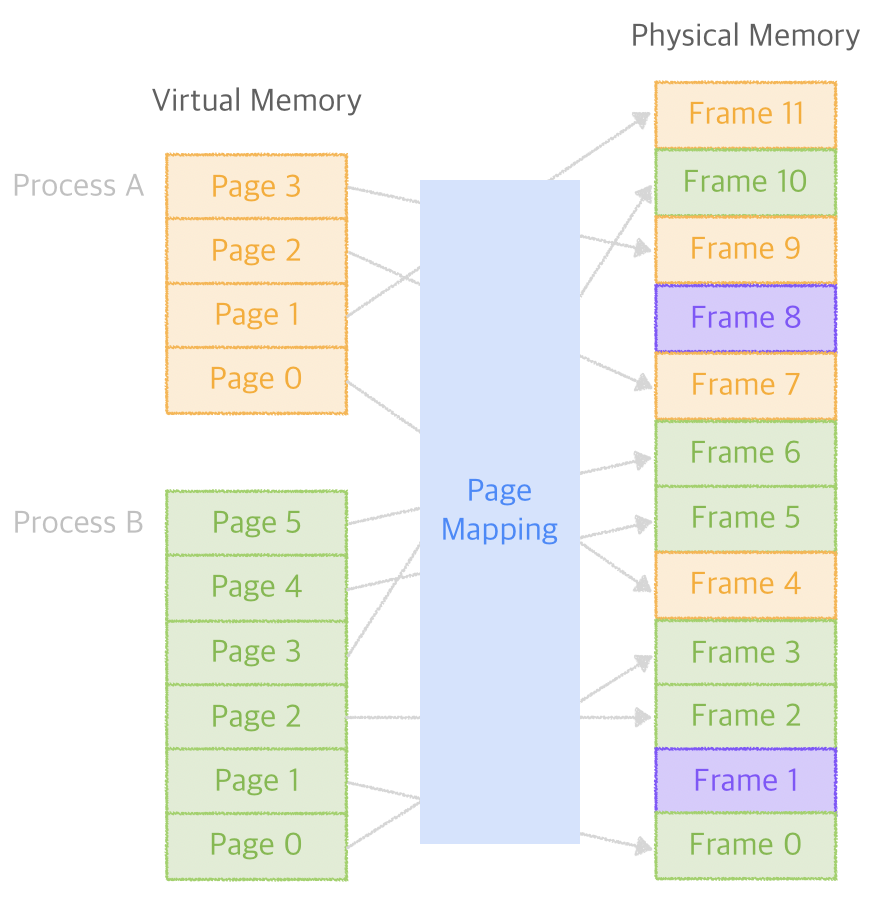 Physical Memory
Virtual Memory
Process A
Page 3
Page 2
Page 1
Page 0
Process B
Page 5
Page 4
Page 3
Page 2
Page 1
Page 0
Page
Mapping
Frame 11
Frame 10
Frame 9
Frame 8
Frame 7
Frame 6
Frame 5
Frame 4
Frame 3
Frame 2
Frame 1
Frame 0